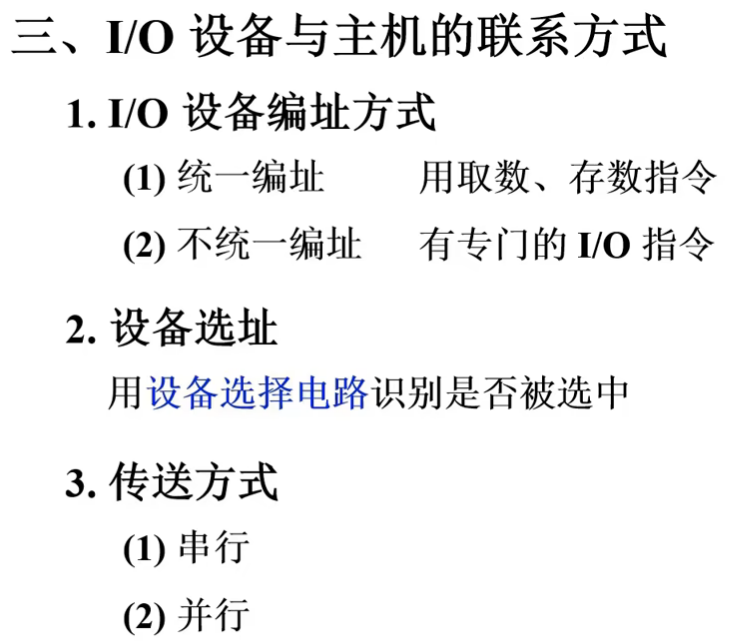 三、I/O 设备与主机的联系方式
1. I/O 设备编址方式
(1) 统一编址 用取数、存数指令
(2) 不统一编址 有专门的 I/O 指令
2. 设备选址
用设备选择电路识别是否被选中
3. 传送方式
(1) 串行
(2) 并行